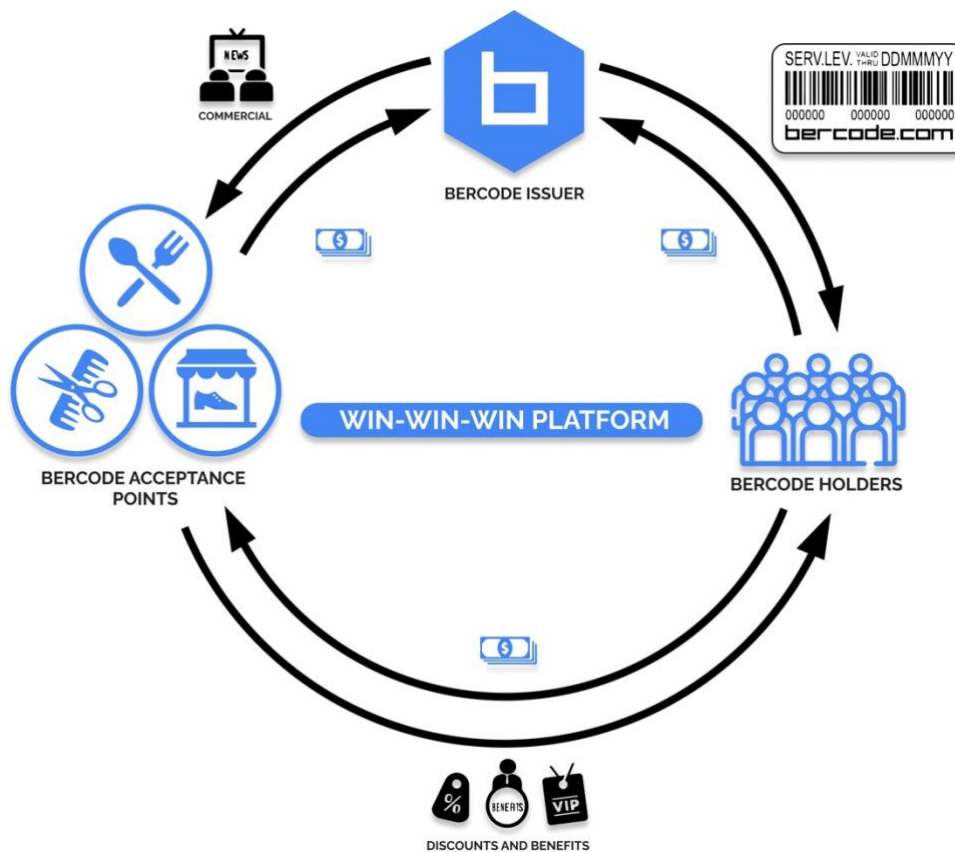 NEWS
COMMERCIAL
b
BERCODE ISSUER
SERV.LEV. VALID THRU DDMMMYY
000000 000000 000000
bercode.com
$
$
WIN-WIN-WIN PLATFORM
BERCODE ACCEPTANCE
POINTS
BERCODE HOLDERS
$
%
BENEFITS
VIP
DISCOUNTS AND BENEFITS